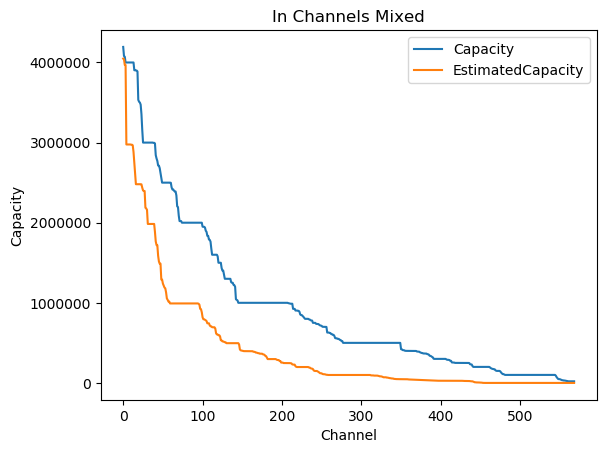 In Channels Mixed
Capacity
EstimatedCapacity
4000000
3000000
2000000
1000000
0
Capacity
0 100 200 300 400 500
Channel